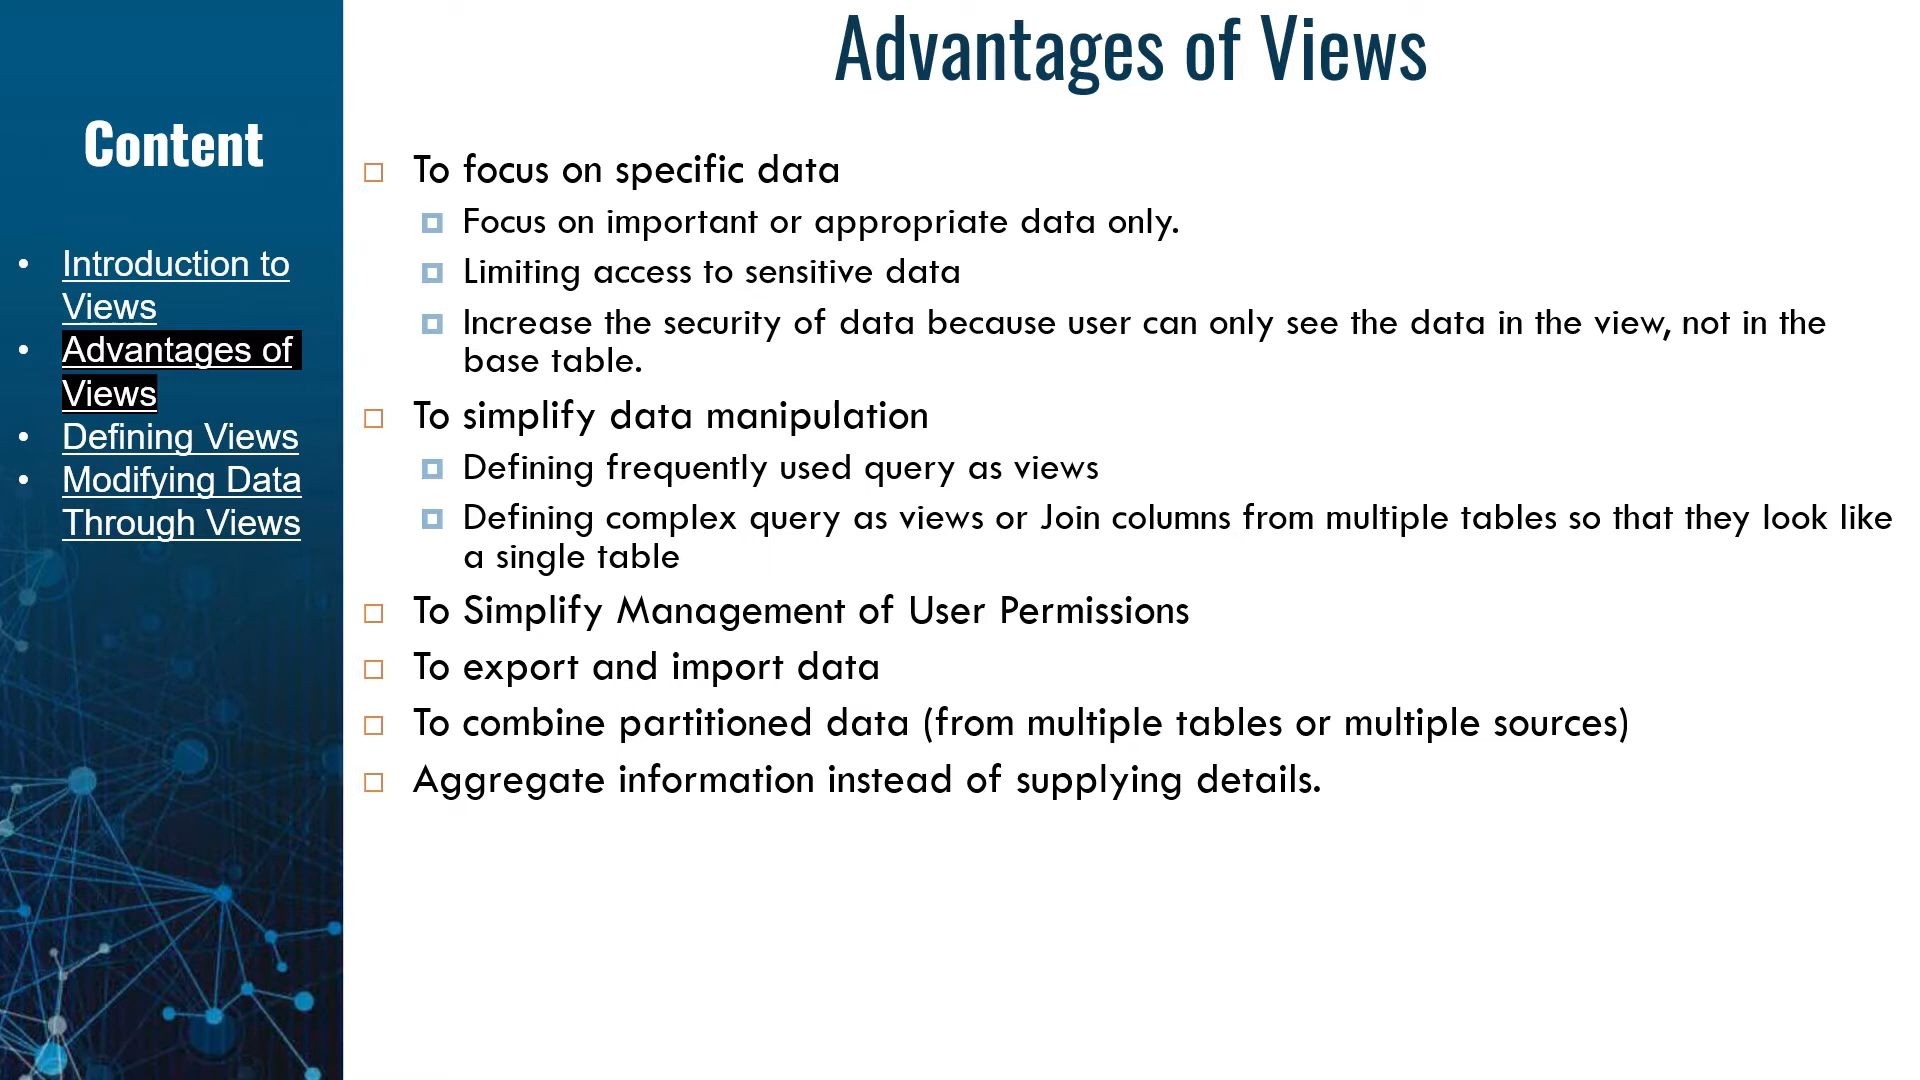 Advantages of Views
Content
• Introduction to
Views
• Advantages of
Views
• Defining Views
• Modifying Data
Through Views
To focus on specific data
Focus on important or appropriate data only.
Limiting access to sensitive data
Increase the security of data because user can only see the data in the view, not in the
base table.
To simplify data manipulation
Defining frequently used query as views
Defining complex query as views or Join columns from multiple tables so that they look like
a single table
To Simplify Management of User Permissions
To export and import data
To combine partitioned data (from multiple tables or multiple sources)
Aggregate information instead of supplying details.